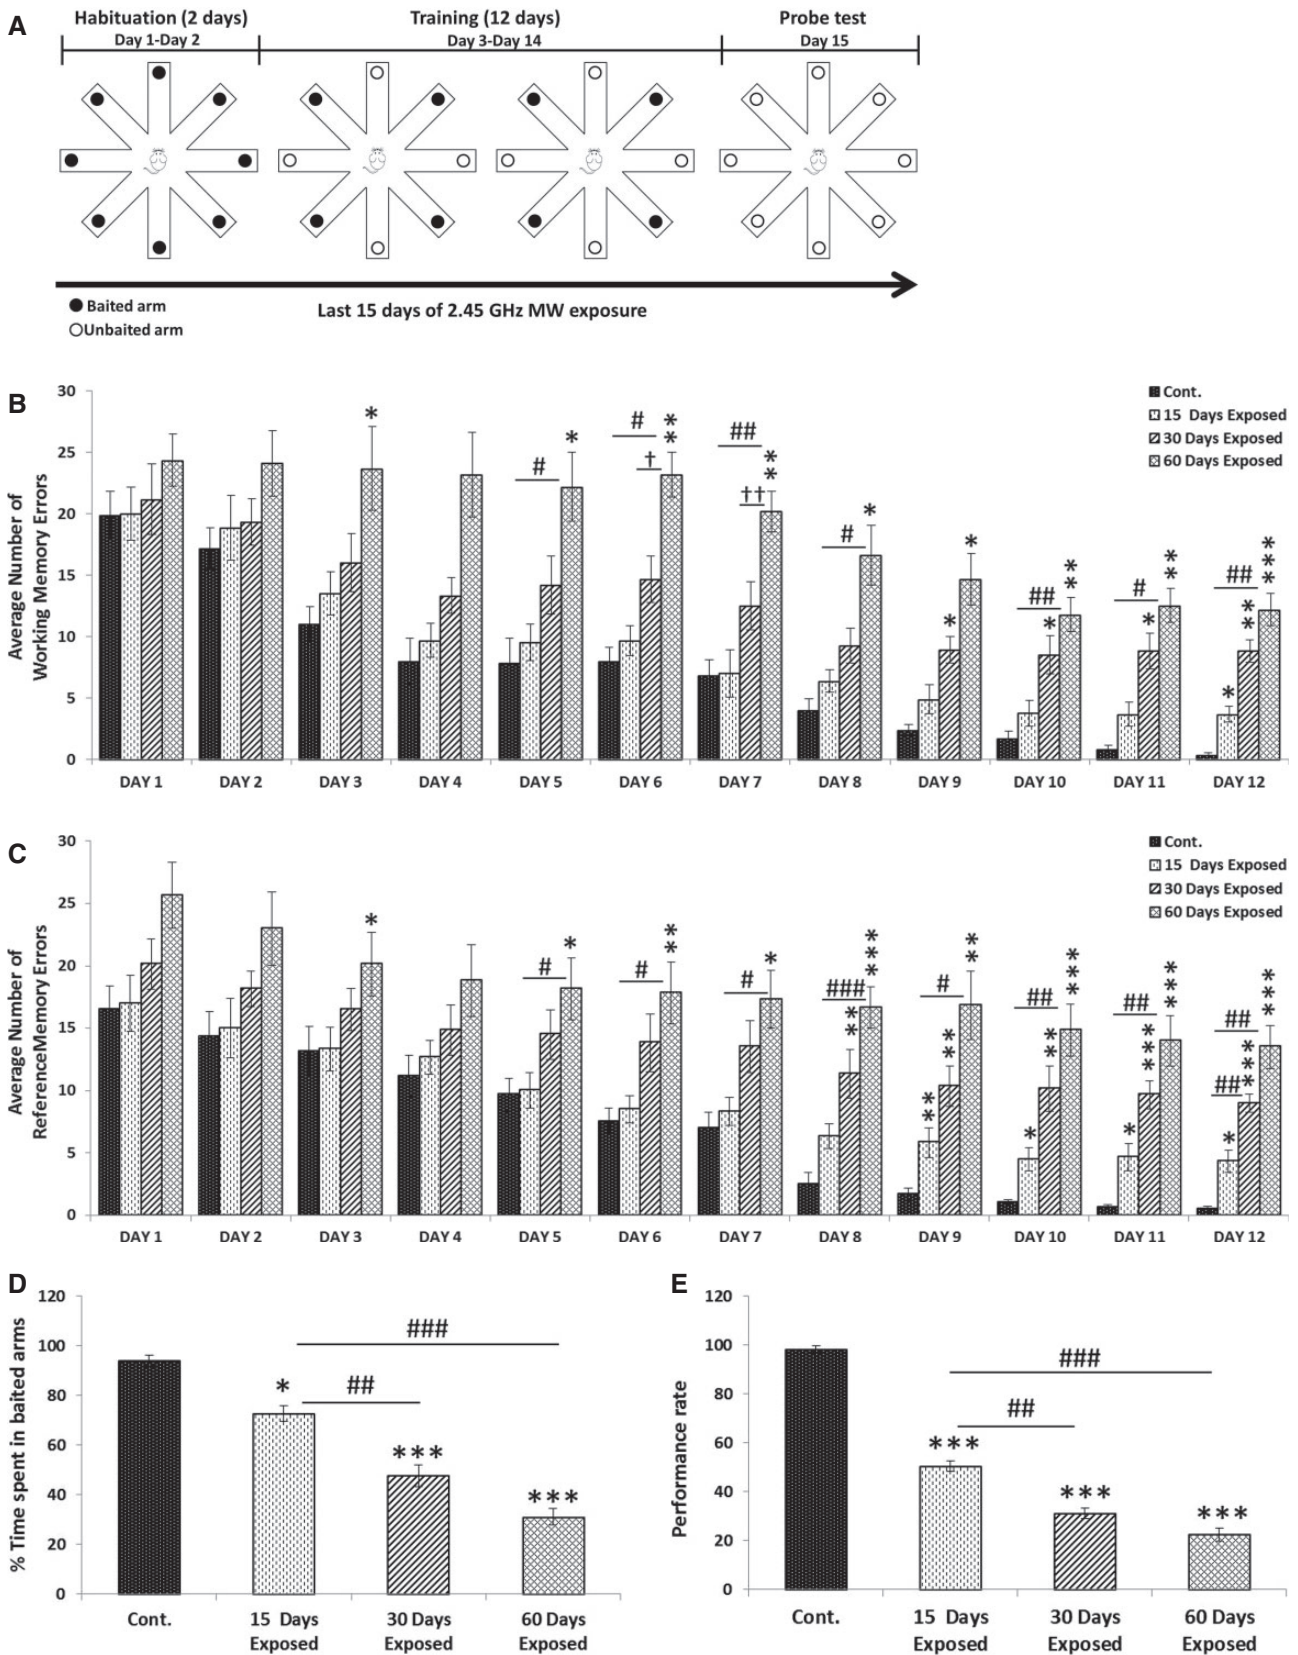 A
Habituation (2 days)
Training (12 days)
Probe test
Day 1-Day 2
Day 3-Day 14
Day 15
Baited arm
Unbaited arm
Last 15 days of 2.45 GHz MW exposure
B
Average Number of
Working Memory Errors
30
25
20
15
10
5
0
Cont.
15 Days Exposed
30 Days Exposed
60 Days Exposed
*
#
*
#
†
**
##
††
**
#
*
*
*
##
*
**
#
*
**
*
**
##
***
DAY 1
DAY 2
DAY 3
DAY 4
DAY 5
DAY 6
DAY 7
DAY 8
DAY 9
DAY 10
DAY 11
DAY 12
C
Average Number of
ReferenceMemory Errors
30
25
20
15
10
5
0
Cont.
15 Days Exposed
30 Days Exposed
60 Days Exposed
*
#
*
#
**
#
*
###
**
***
**
#
**
**
*
##
**
***
*
##
***
***
*
##
##
***
***
DAY 1
DAY 2
DAY 3
DAY 4
DAY 5
DAY 6
DAY 7
DAY 8
DAY 9
DAY 10
DAY 11
DAY 12
D
% Time spent in baited arms
120
100
80
60
40
20
0
###
*
##
***
***
Cont.
15 Days
Exposed
30 Days
Exposed
60 Days
Exposed
E
Performance rate
120
100
80
60
40
20
0
###
##
***
***
***
Cont.
15 Days
Exposed
30 Days
Exposed
60 Days
Exposed